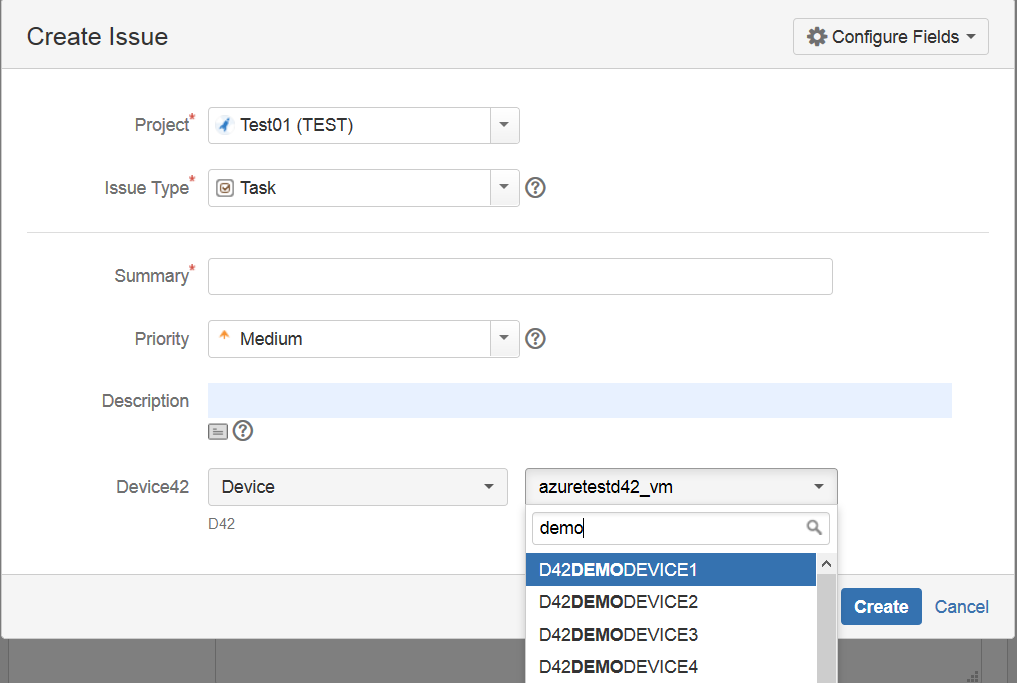 Create Issue
Configure Fields
Project*
Test01 (TEST)
Issue Type*
Task
Summary*
Priority
Medium
Description
Device42
Device
azuretestd42_vm
D42
demo
D42DEMODEVICE1
D42DEMODEVICE2
D42DEMODEVICE3
D42DEMODEVICE4
Create
Cancel